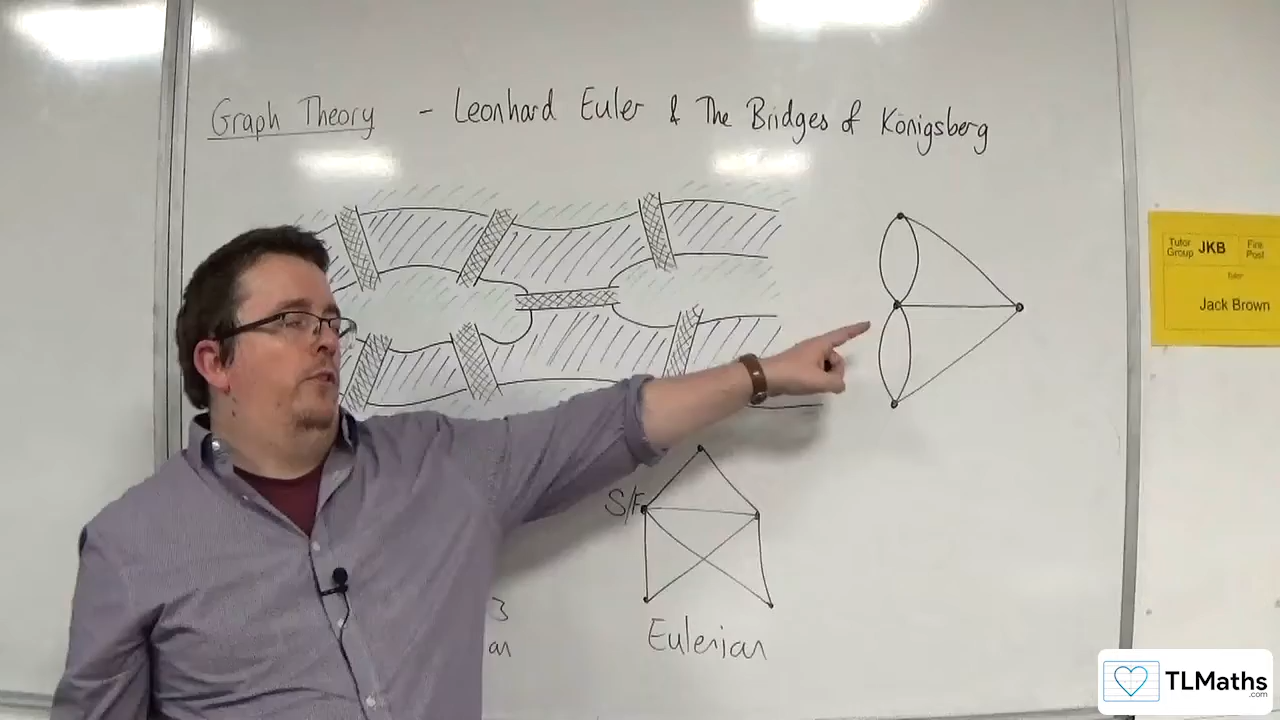 Graph Theory - Leonhard Euler & The Bridges of Königsberg
Tutor Group JKB Fire Post
Tutor
Jack Brown
S/F
3
an
Eulerian
TLMaths
.com